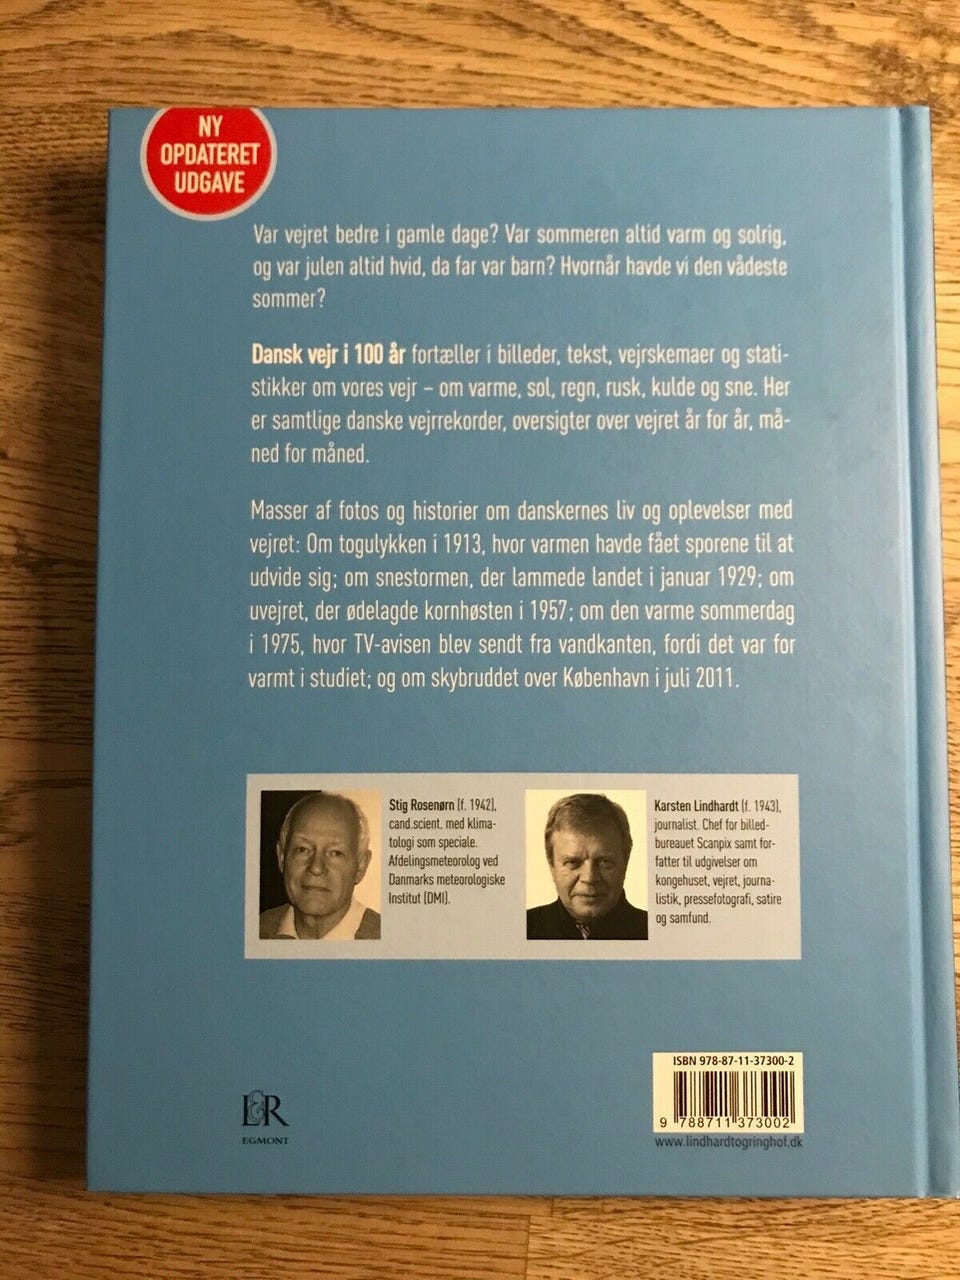 NY
OPDATERET
UDGAVE
Var vejret bedre i gamle dage? Var sommeren altid varm og solrig,
og var julen altid hvid, da far var barn? Hvornår havde vi den vådeste
sommer?
Dansk vejr i 100 år fortæller i billeder, tekst, vejrskemaer og stati-
stikker om vores vejr – om varme, sol, regn, rusk, kulde og sne. Her
er samtlige danske vejrrekorder, oversigter over vejret år for år, må-
ned for måned.
Masser af fotos og historier om danskernes liv og oplevelser med
vejret: Om togulykken i 1913, hvor varmen havde fået sporene til at
udvide sig; om snestormen, der lammede landet i januar 1929; om
uvejret, der ødelagde kornhøsten i 1957; om den varme sommerdag
i 1975, hvor TV-avisen blev sendt fra vandkanten, fordi det var for
varmt i studiet; og om skybruddet over København i juli 2011.
Stig Rosenørn (f. 1942),
cand.scient. med klima-
tologi som speciale.
Afdelingsmeteorolog ved
Danmarks meteorologiske
Institut (DMI).
Karsten Lindhardt (f. 1943),
journalist. Chef for billed-
bureauet Scanpix samt for-
fatter til udgivelser om
kongehuset, vejret, journa-
listik, pressefotografi, satire
og samfund.
L&R
EGMONT
ISBN 978-87-11-37300-2
9 788711 373002
www.lindhardtogringhof.dk